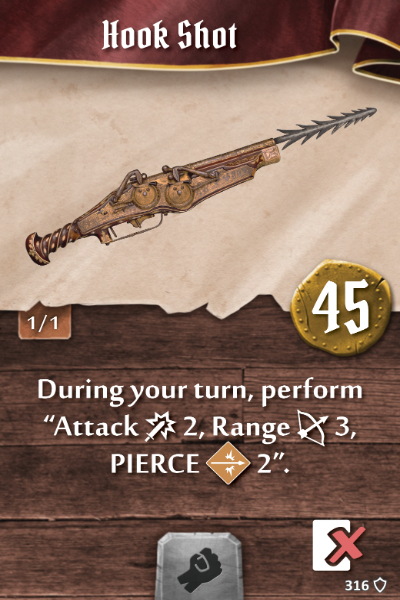 Hook Shot
45
1/1
During your turn, perform
“Attack 2, Range 3,
PIERCE 2”.
316